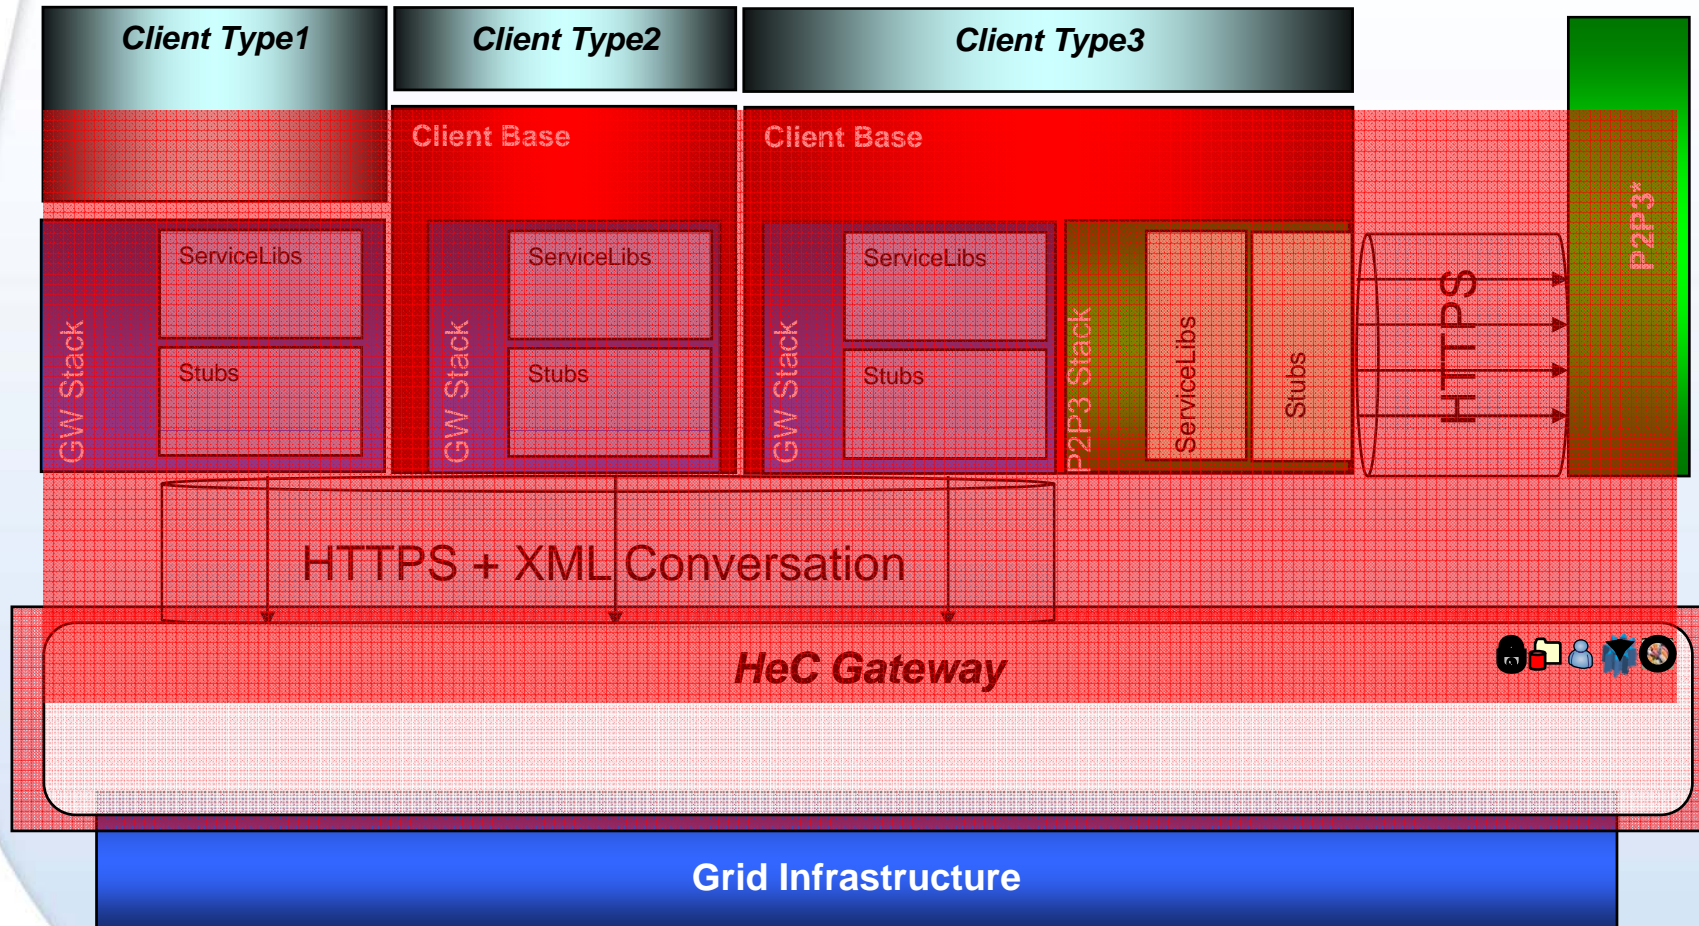 Client Type1
Client Type2
Client Type3
Client Base
Client Base
P2P3*
GW Stack
ServiceLibs
Stubs
GW Stack
ServiceLibs
Stubs
GW Stack
ServiceLibs
Stubs
P2P3 Stack
ServiceLibs
Stubs
HTTPS
HTTPS + XML Conversation
HeC Gateway
Grid Infrastructure